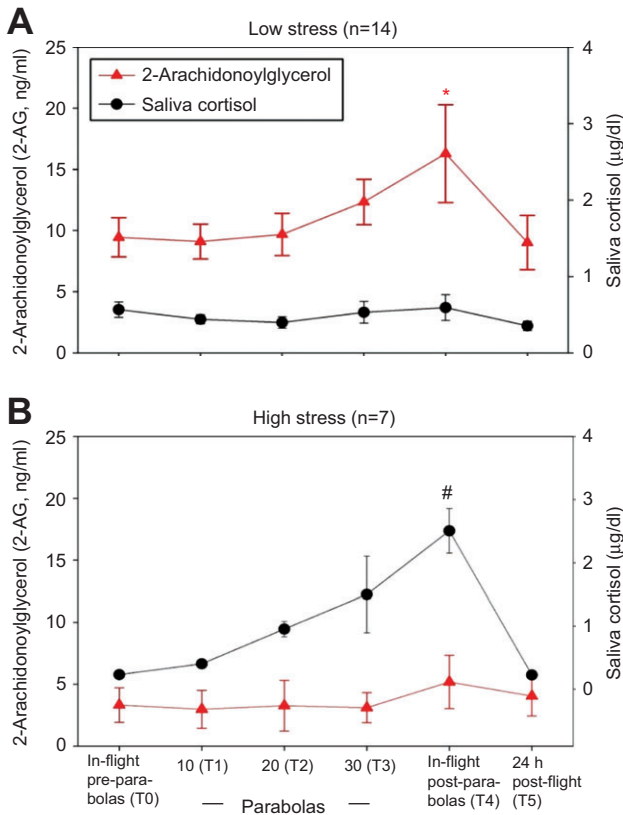 A
Low stress (n=14)
2-Arachidonoylglycerol (2-AG, ng/ml)
25
20
15
10
5
0
2-Arachidonoylglycerol
Saliva cortisol
*
4
3
2
1
0
Saliva cortisol (µg/dl)
B
High stress (n=7)
2-Arachidonoylglycerol (2-AG, ng/ml)
25
20
15
10
5
0
#
4
3
2
1
0
Saliva cortisol (µg/dl)
In-flight
pre-para-
bolas (T0)
10 (T1)
20 (T2)
30 (T3)
In-flight
post-para-
bolas (T4)
24 h
post-flight
(T5)
— Parabolas —